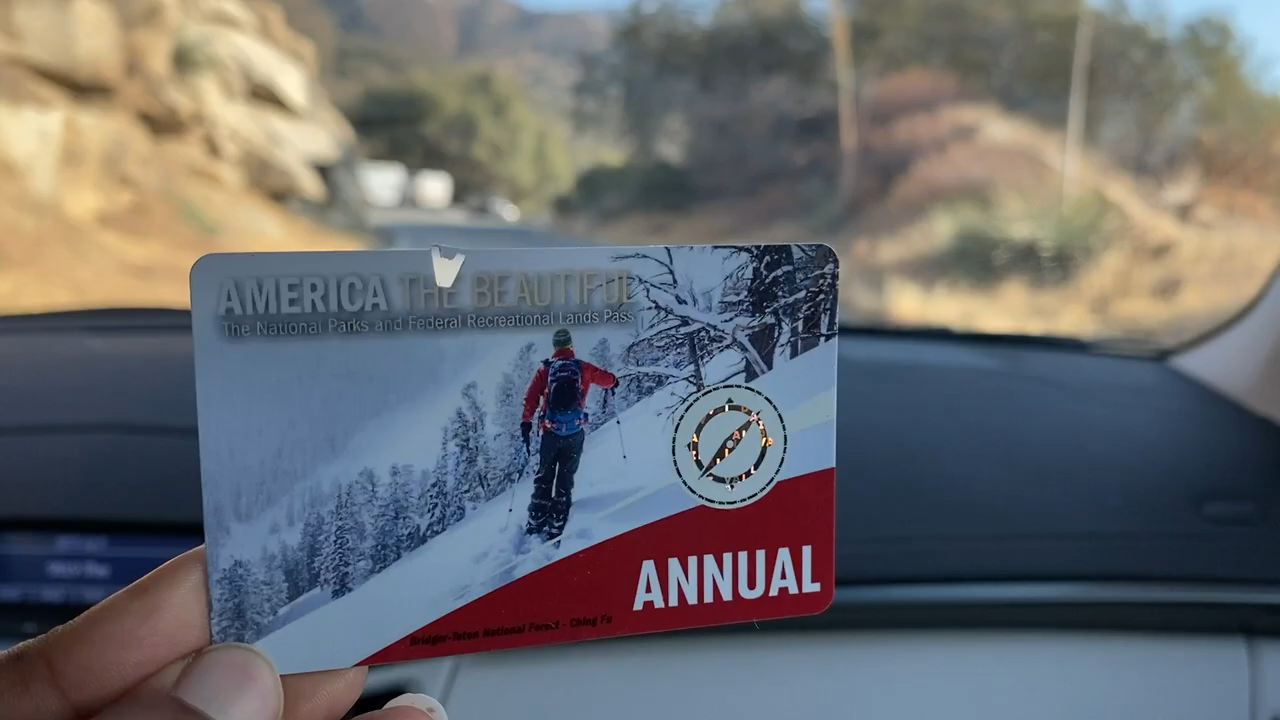 AMERICA THE BEAUTIFUL
The National Parks and Federal Recreational Lands Pass
ANNUAL
Bridger-Teton National Forest - Ching Fu